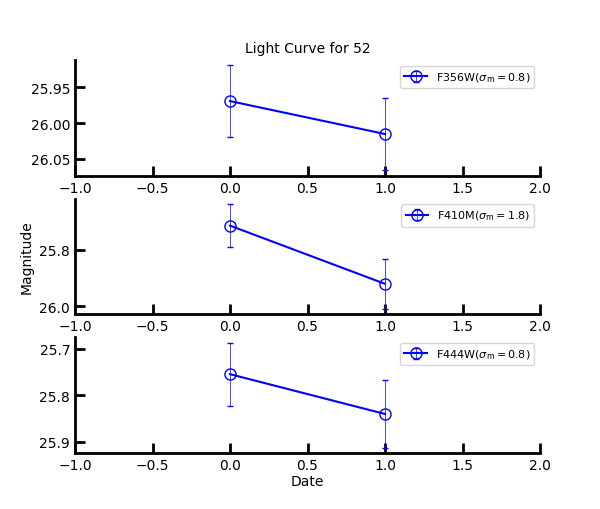 Light Curve for 52
F356W(σm = 0.8)
25.95
26.00
26.05
−1.0 −0.5 0.0 0.5 1.0 1.5 2.0
F410M(σm = 1.8)
25.8
26.0
−1.0 −0.5 0.0 0.5 1.0 1.5 2.0
Magnitude
F444W(σm = 0.8)
25.7
25.8
25.9
−1.0 −0.5 0.0 0.5 1.0 1.5 2.0
Date